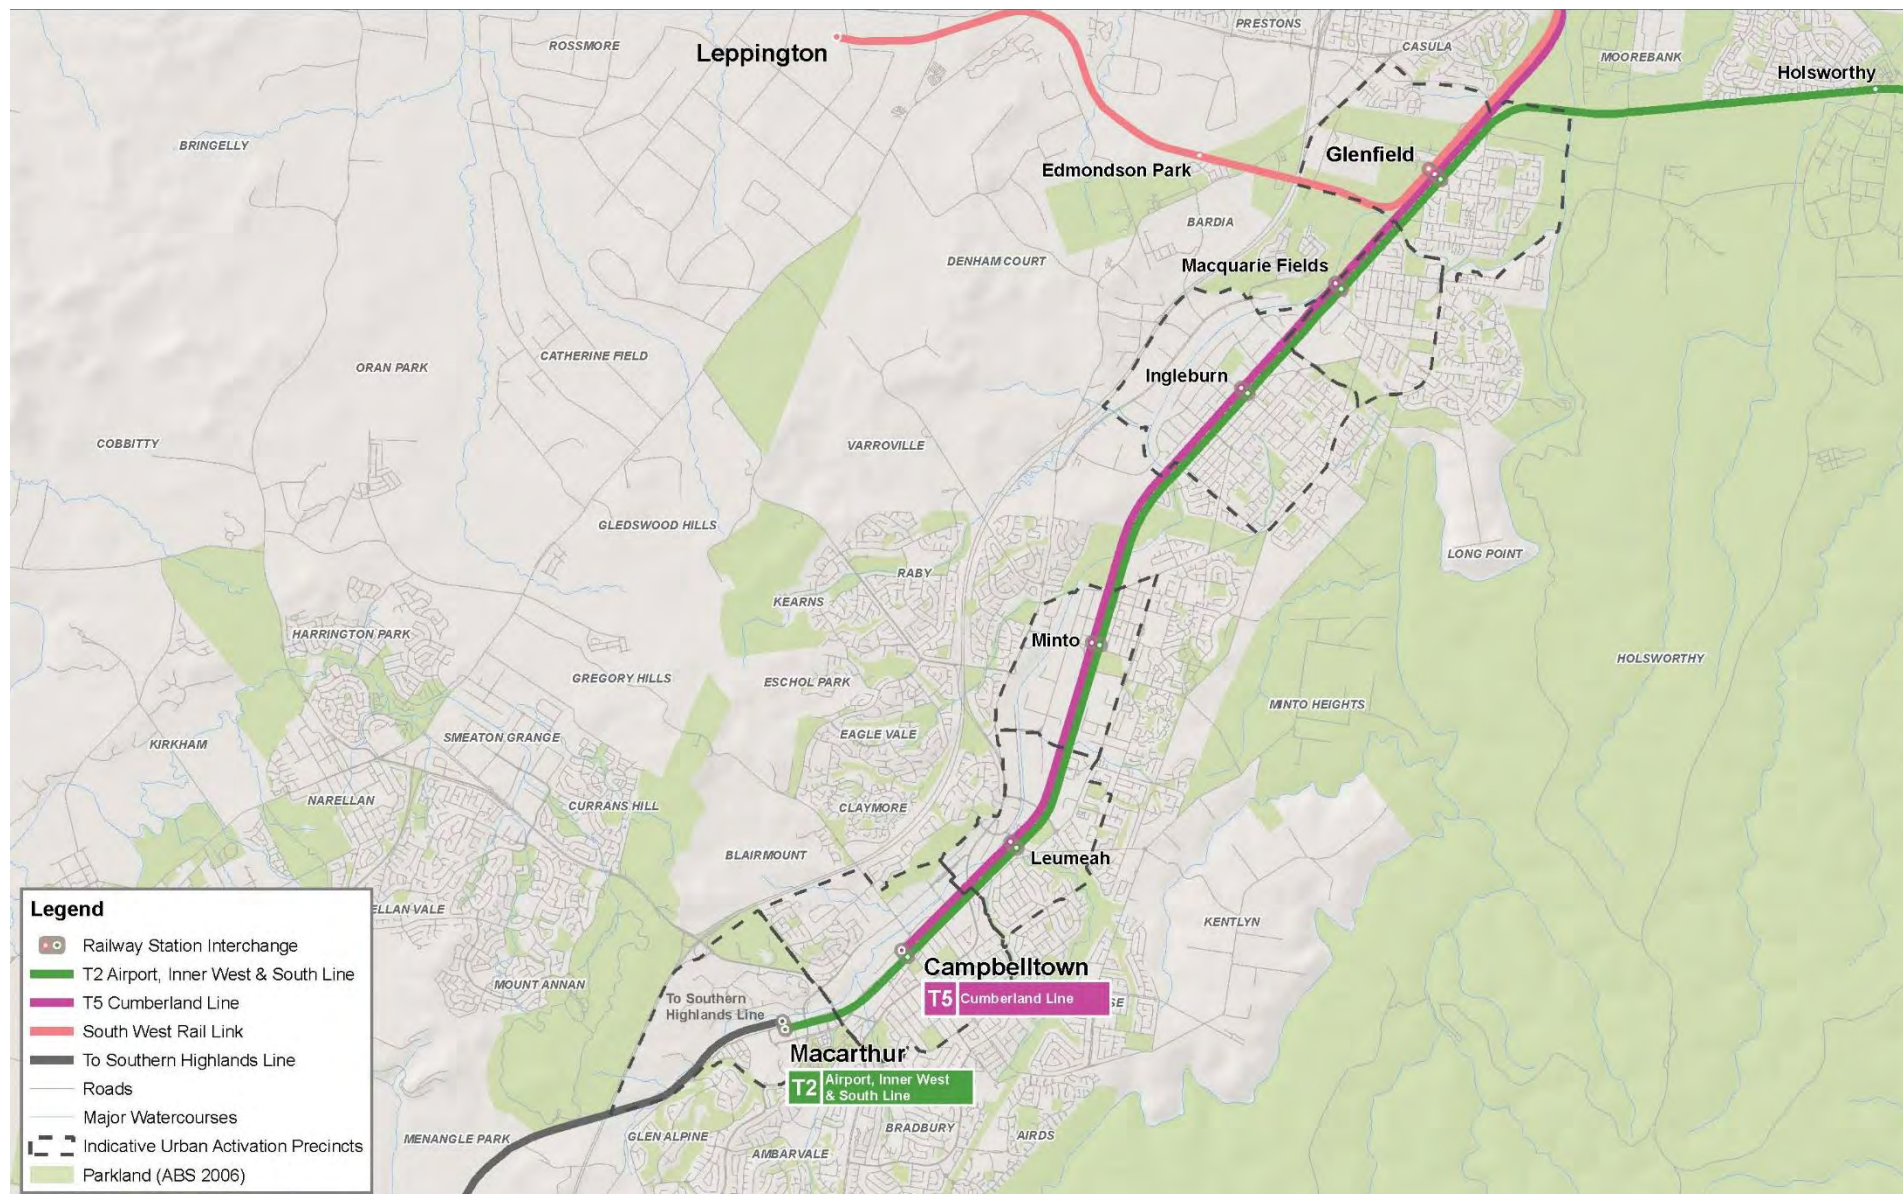 PRESTONS
ROSSMORE
CASULA
Leppington
MOOREBANK
Holsworthy
BRINGELLY
Glenfield
Edmondson Park
BARDIA
DENHAM COURT
Macquarie Fields
CATHERINE FIELD
ORAN PARK
Ingleburn
COBBITTY
VARROVILLE
GLEDSWOOD HILLS
LONG POINT
RABY
KEARNS
HARRINGTON PARK
Minto
HOLSWORTHY
GREGORY HILLS
ESCHOL PARK
MINTO HEIGHTS
EAGLE VALE
SMEATON GRANGE
KIRKHAM
NARELLAN
CURRANS HILL
CLAYMORE
BLAIRMOUNT
Leumeah
ELLAN VALE
KENTLYN
Campbelltown
MOUNT ANNAN
T5 Cumberland Line
SE
To Southern
Highlands Line
Macarthur
T2 Airport, Inner West
& South Line
MENANGLE PARK
GLEN ALPINE
BRADBURY
AIRDS
AMBARVALE
Legend
Railway Station Interchange
T2 Airport, Inner West & South Line
T5 Cumberland Line
South West Rail Link
To Southern Highlands Line
Roads
Major Watercourses
Indicative Urban Activation Precincts
Parkland (ABS 2006)